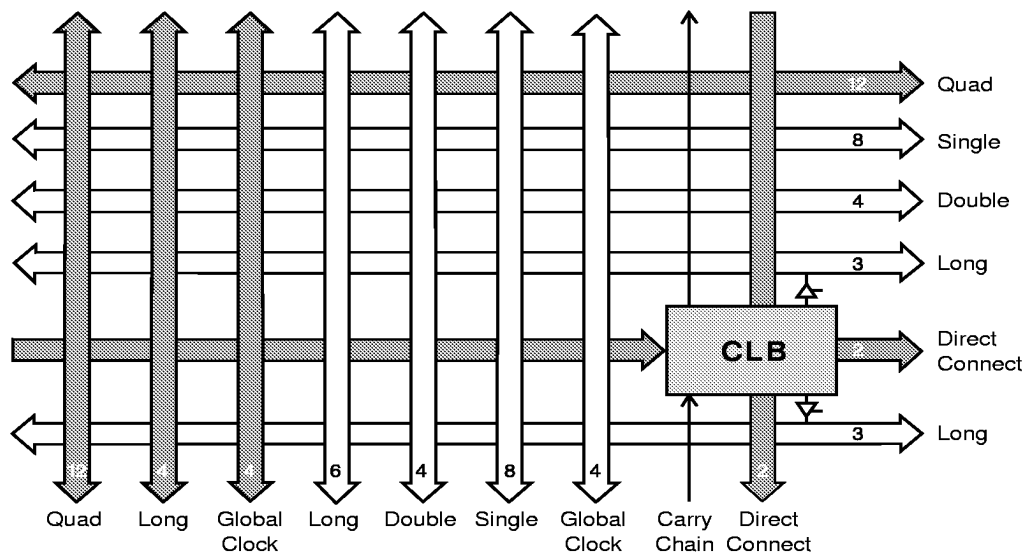 12 Quad
8 Single
4 Double
3 Long
CLB
2 Direct
Connect
3 Long
12 4 4 6 4 8 4 2
Quad Long Global Long Double Single Global Carry Direct
Clock Clock Chain Connect